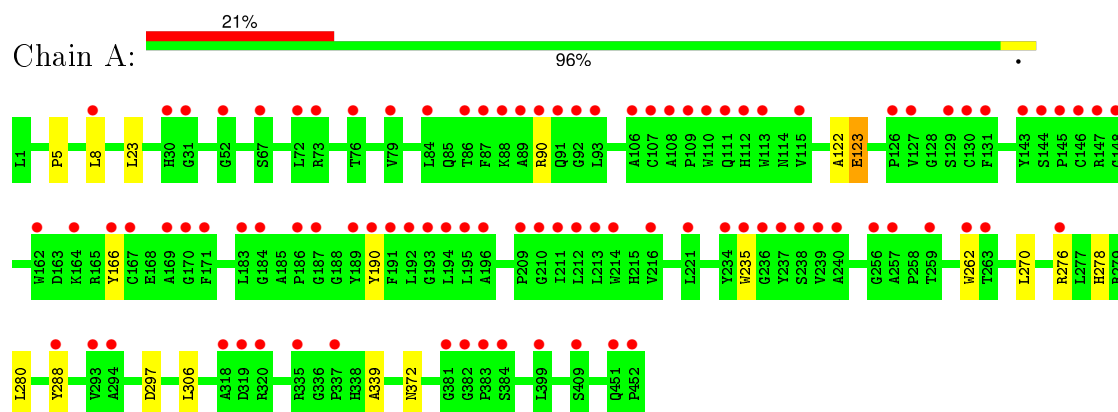 21%
Chain A:
96%
•
L1 P5 L8 L23 H30 G31 G52 S67 L72 R73 T76 V79 L84 Q85 T86 F87 K88 A89 R90 Q91 G92 L93 A106 C107 A108 P109 W110 Q111 H112 W113 N114 V115 A122 E123 P126 V127 G128 S129 C130 F131 Y143 S144 P145 C146 R147
W162 D163 K164 R165 Y166 C167 E168 A169 G170 F171 L183 G184 A185 P186 G187 G188 Y189 Y190 F191 L192 G193 L194 L195 A196 P209 G210 I211 L212 L213 W214 H215 V216 L221 Y234 W235 G236 Y237 S238 V239 A240 G256 A257 P258 T259 W262 T263 L270 R276 L277 H278
L280 Y288 V293 A294 D297 L306 A318 D319 R320 R335 G336 P337 H338 A339 N372 G381 G382 P383 S384 L399 S409 Q451 P452